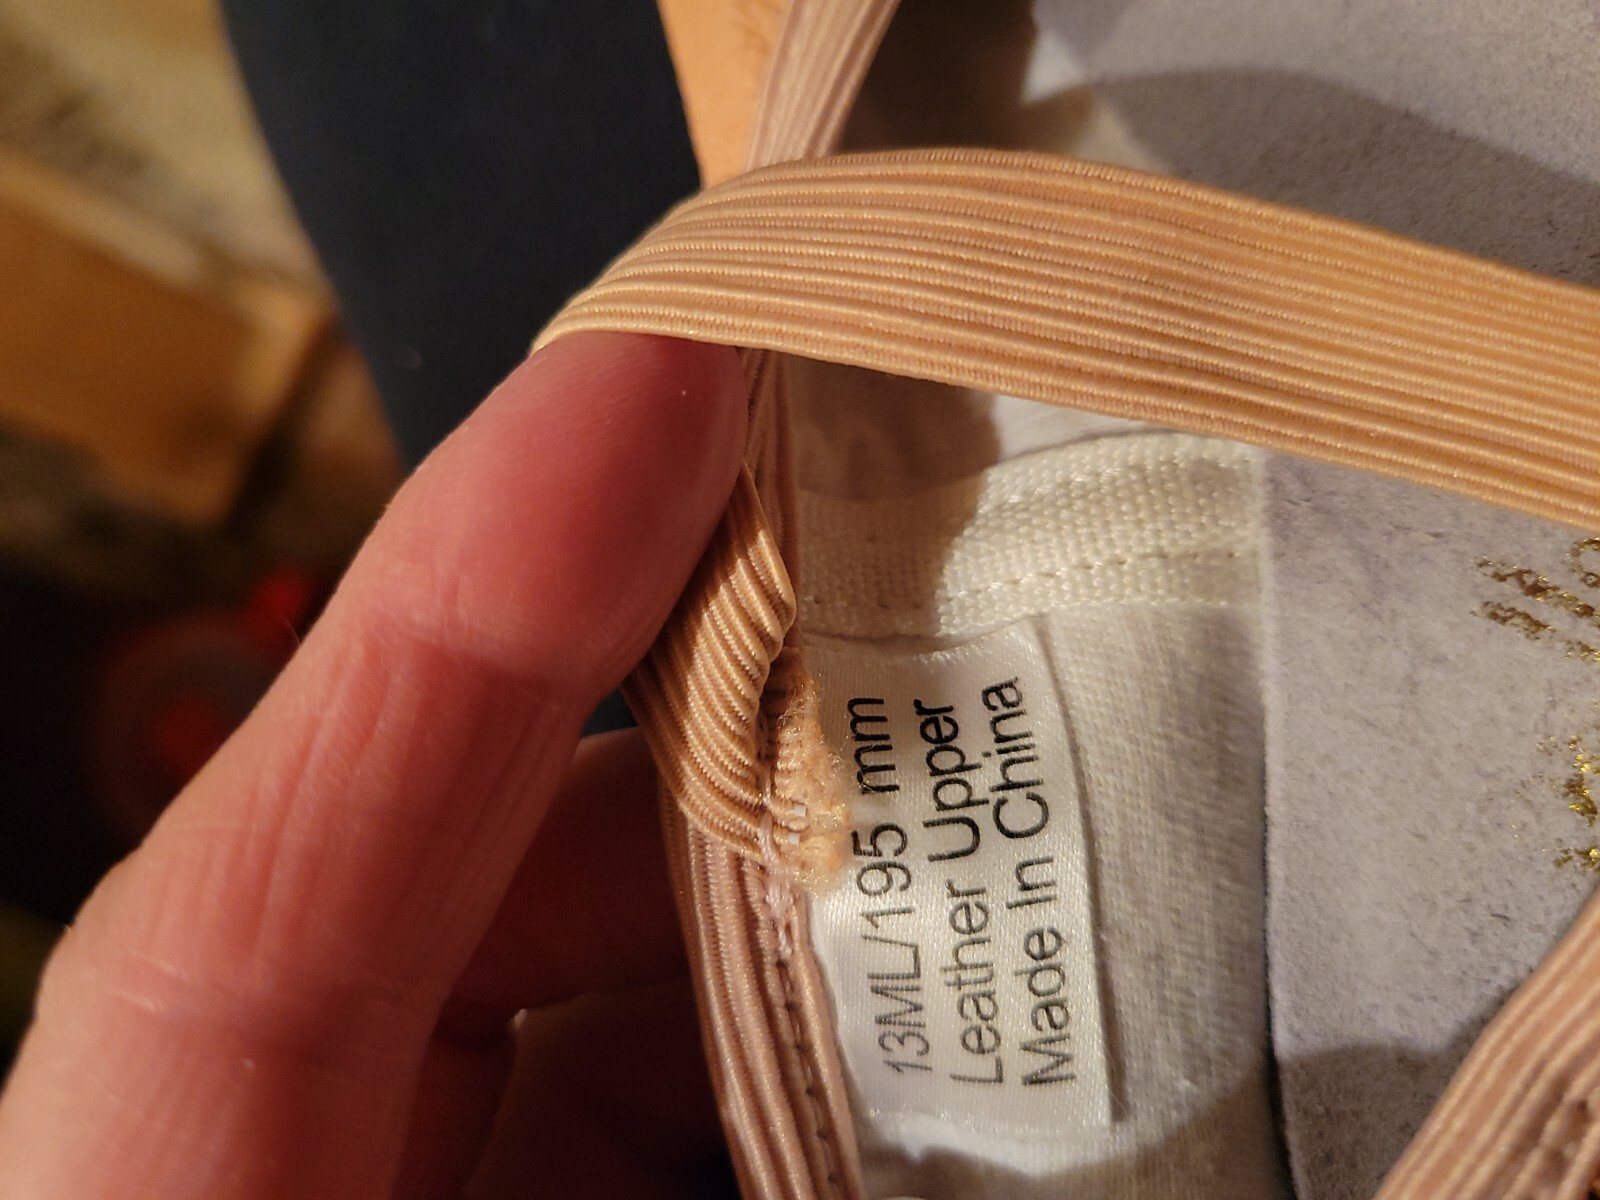 13ML/195 mm
Leather Upper
Made In China